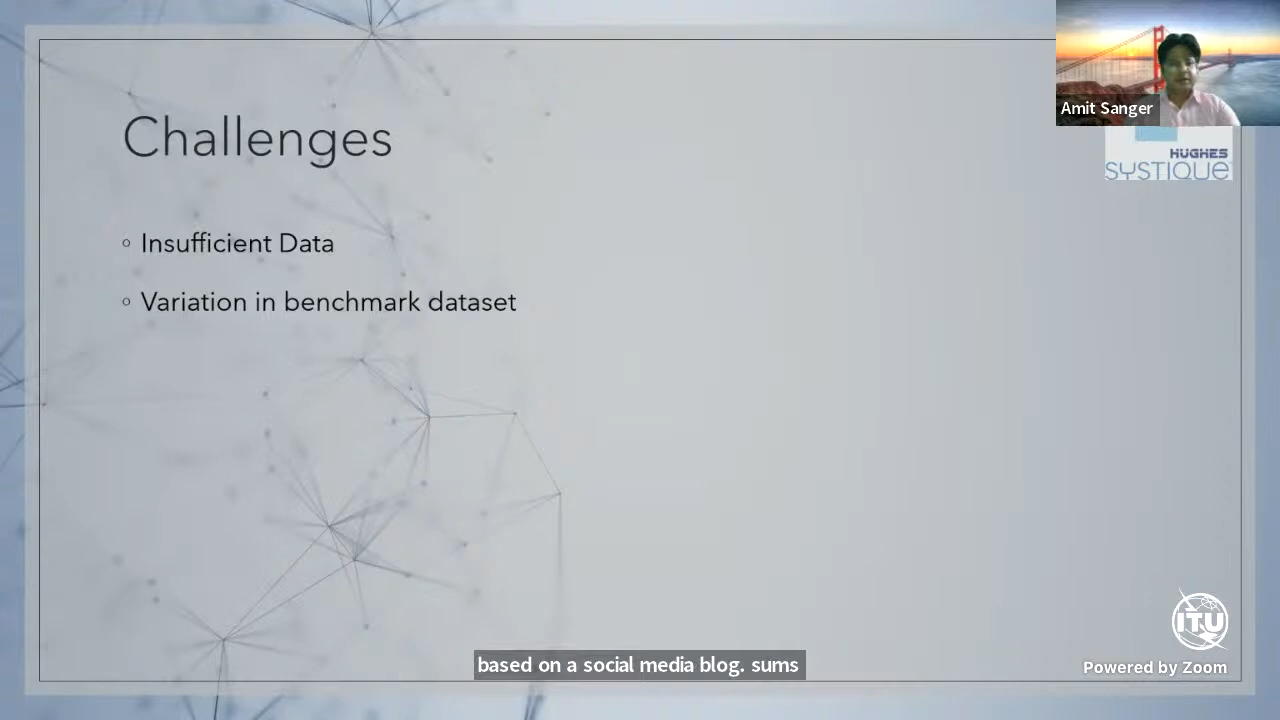 Challenges
Amit Sanger
HUGHES
SYSTIQUE
◦ Insufficient Data
◦ Variation in benchmark dataset
ITU
based on a social media blog. sums
Powered by Zoom